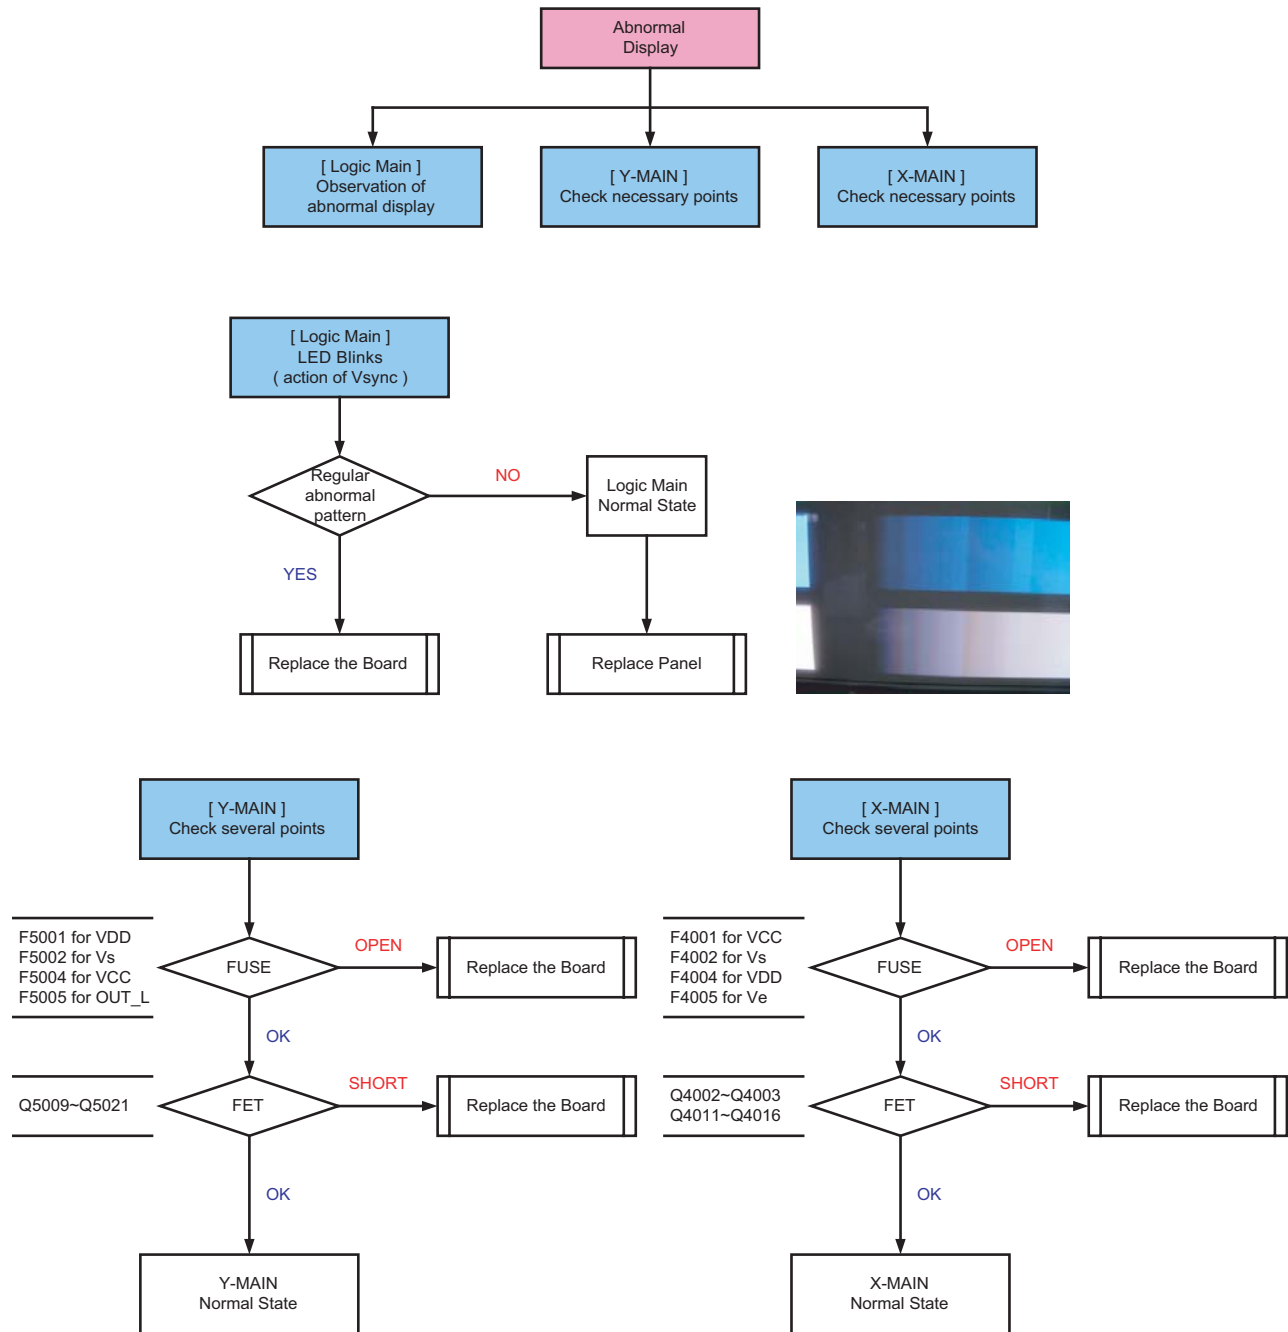 Abnormal
Display
[ Logic Main ]
Observation of
abnormal display
[ Y-MAIN ]
Check necessary points
[ X-MAIN ]
Check necessary points
[ Logic Main ]
LED Blinks
( action of Vsync )
Regular
abnormal
pattern
NO
Logic Main
Normal State
YES
Replace the Board
Replace Panel
[ Y-MAIN ]
Check several points
F5001 for VDD
F5002 for Vs
F5004 for VCC
F5005 for OUT_L
FUSE
OPEN
Replace the Board
OK
Q5009~Q5021
FET
SHORT
Replace the Board
OK
Y-MAIN
Normal State
[ X-MAIN ]
Check several points
F4001 for VCC
F4002 for Vs
F4004 for VDD
F4005 for Ve
FUSE
OPEN
Replace the Board
OK
Q4002~Q4003
Q4011~Q4016
FET
SHORT
Replace the Board
OK
X-MAIN
Normal State